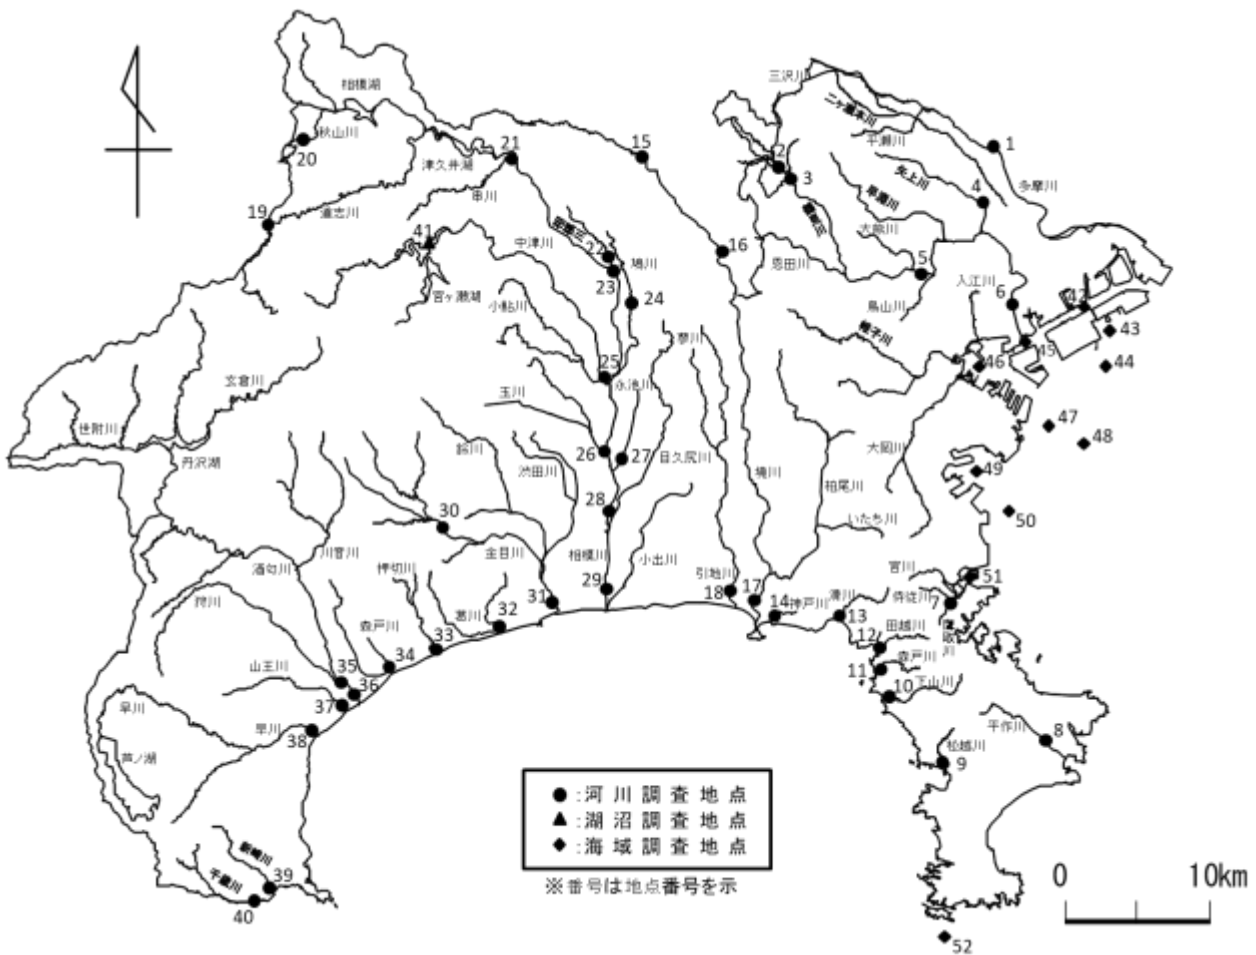 三沢川
相模湖
二ヶ領本川
秋山川
平瀬川
15
21
1
20
2
3
津久井湖
矢上川
4
多摩川
串川
早淵川
道志川
19
41
中津川
22
鳩川
大熊川
16
恩田川
5
入江川
23
24
宮ヶ瀬湖
小鮎川
鳥山川
6
42
43
帷子川
45
46
44
玄倉川
25
永池川
玉川
世附川
丹沢湖
鈴川
渋田川
26
27
目久尻川
大岡川
47
48
49
境川
柏尾川
28
50
30
いたち川
川音川
酒匂川
金目川
相模川
小出川
押切川
引地川
宮川
51
狩川
29
18
17
侍従川
7
31
14
神戸川
滑川
13
葛川
32
森戸川
33
12
田越川
山王川
34
11
森戸川
35
36
10
下山川
37
早川
早川
38
平作川
8
芦ノ湖
松越川
9
●:河川調査地点
▲:湖沼調査地点
◆:海域調査地点
※番号は地点番号を示
新崎川
39
千歳川
40
0 10km
52